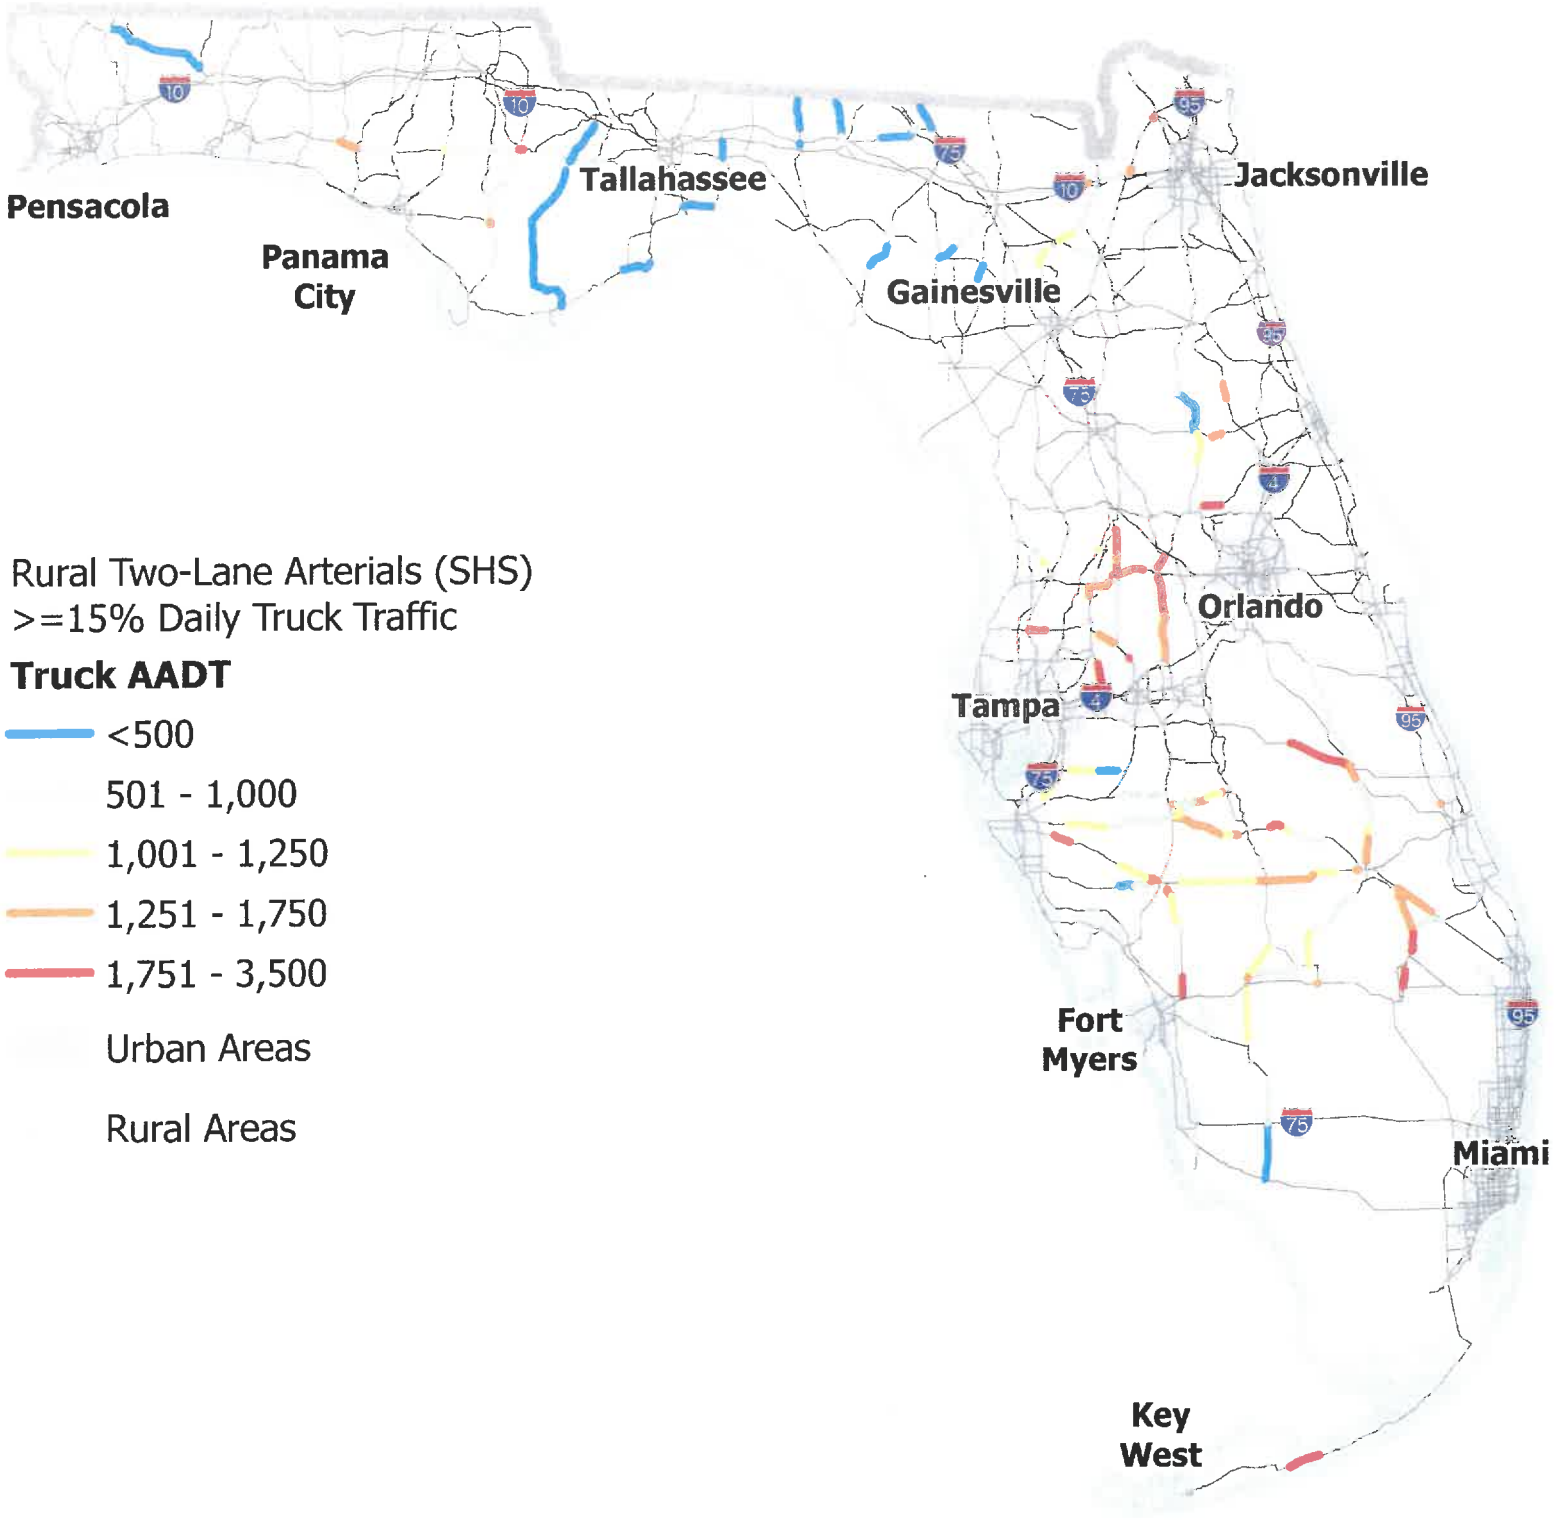 10
10
95
75
10
Tallahassee
Jacksonville
Pensacola
Panama
City
Gainesville
95
75
4
Rural Two-Lane Arterials (SHS)
>=15% Daily Truck Traffic
Orlando
Truck AADT
Tampa
4
95
<500
75
501 - 1,000
1,001 - 1,250
1,251 - 1,750
1,751 - 3,500
Fort
Myers
95
Urban Areas
Rural Areas
75
Miami
Key
West